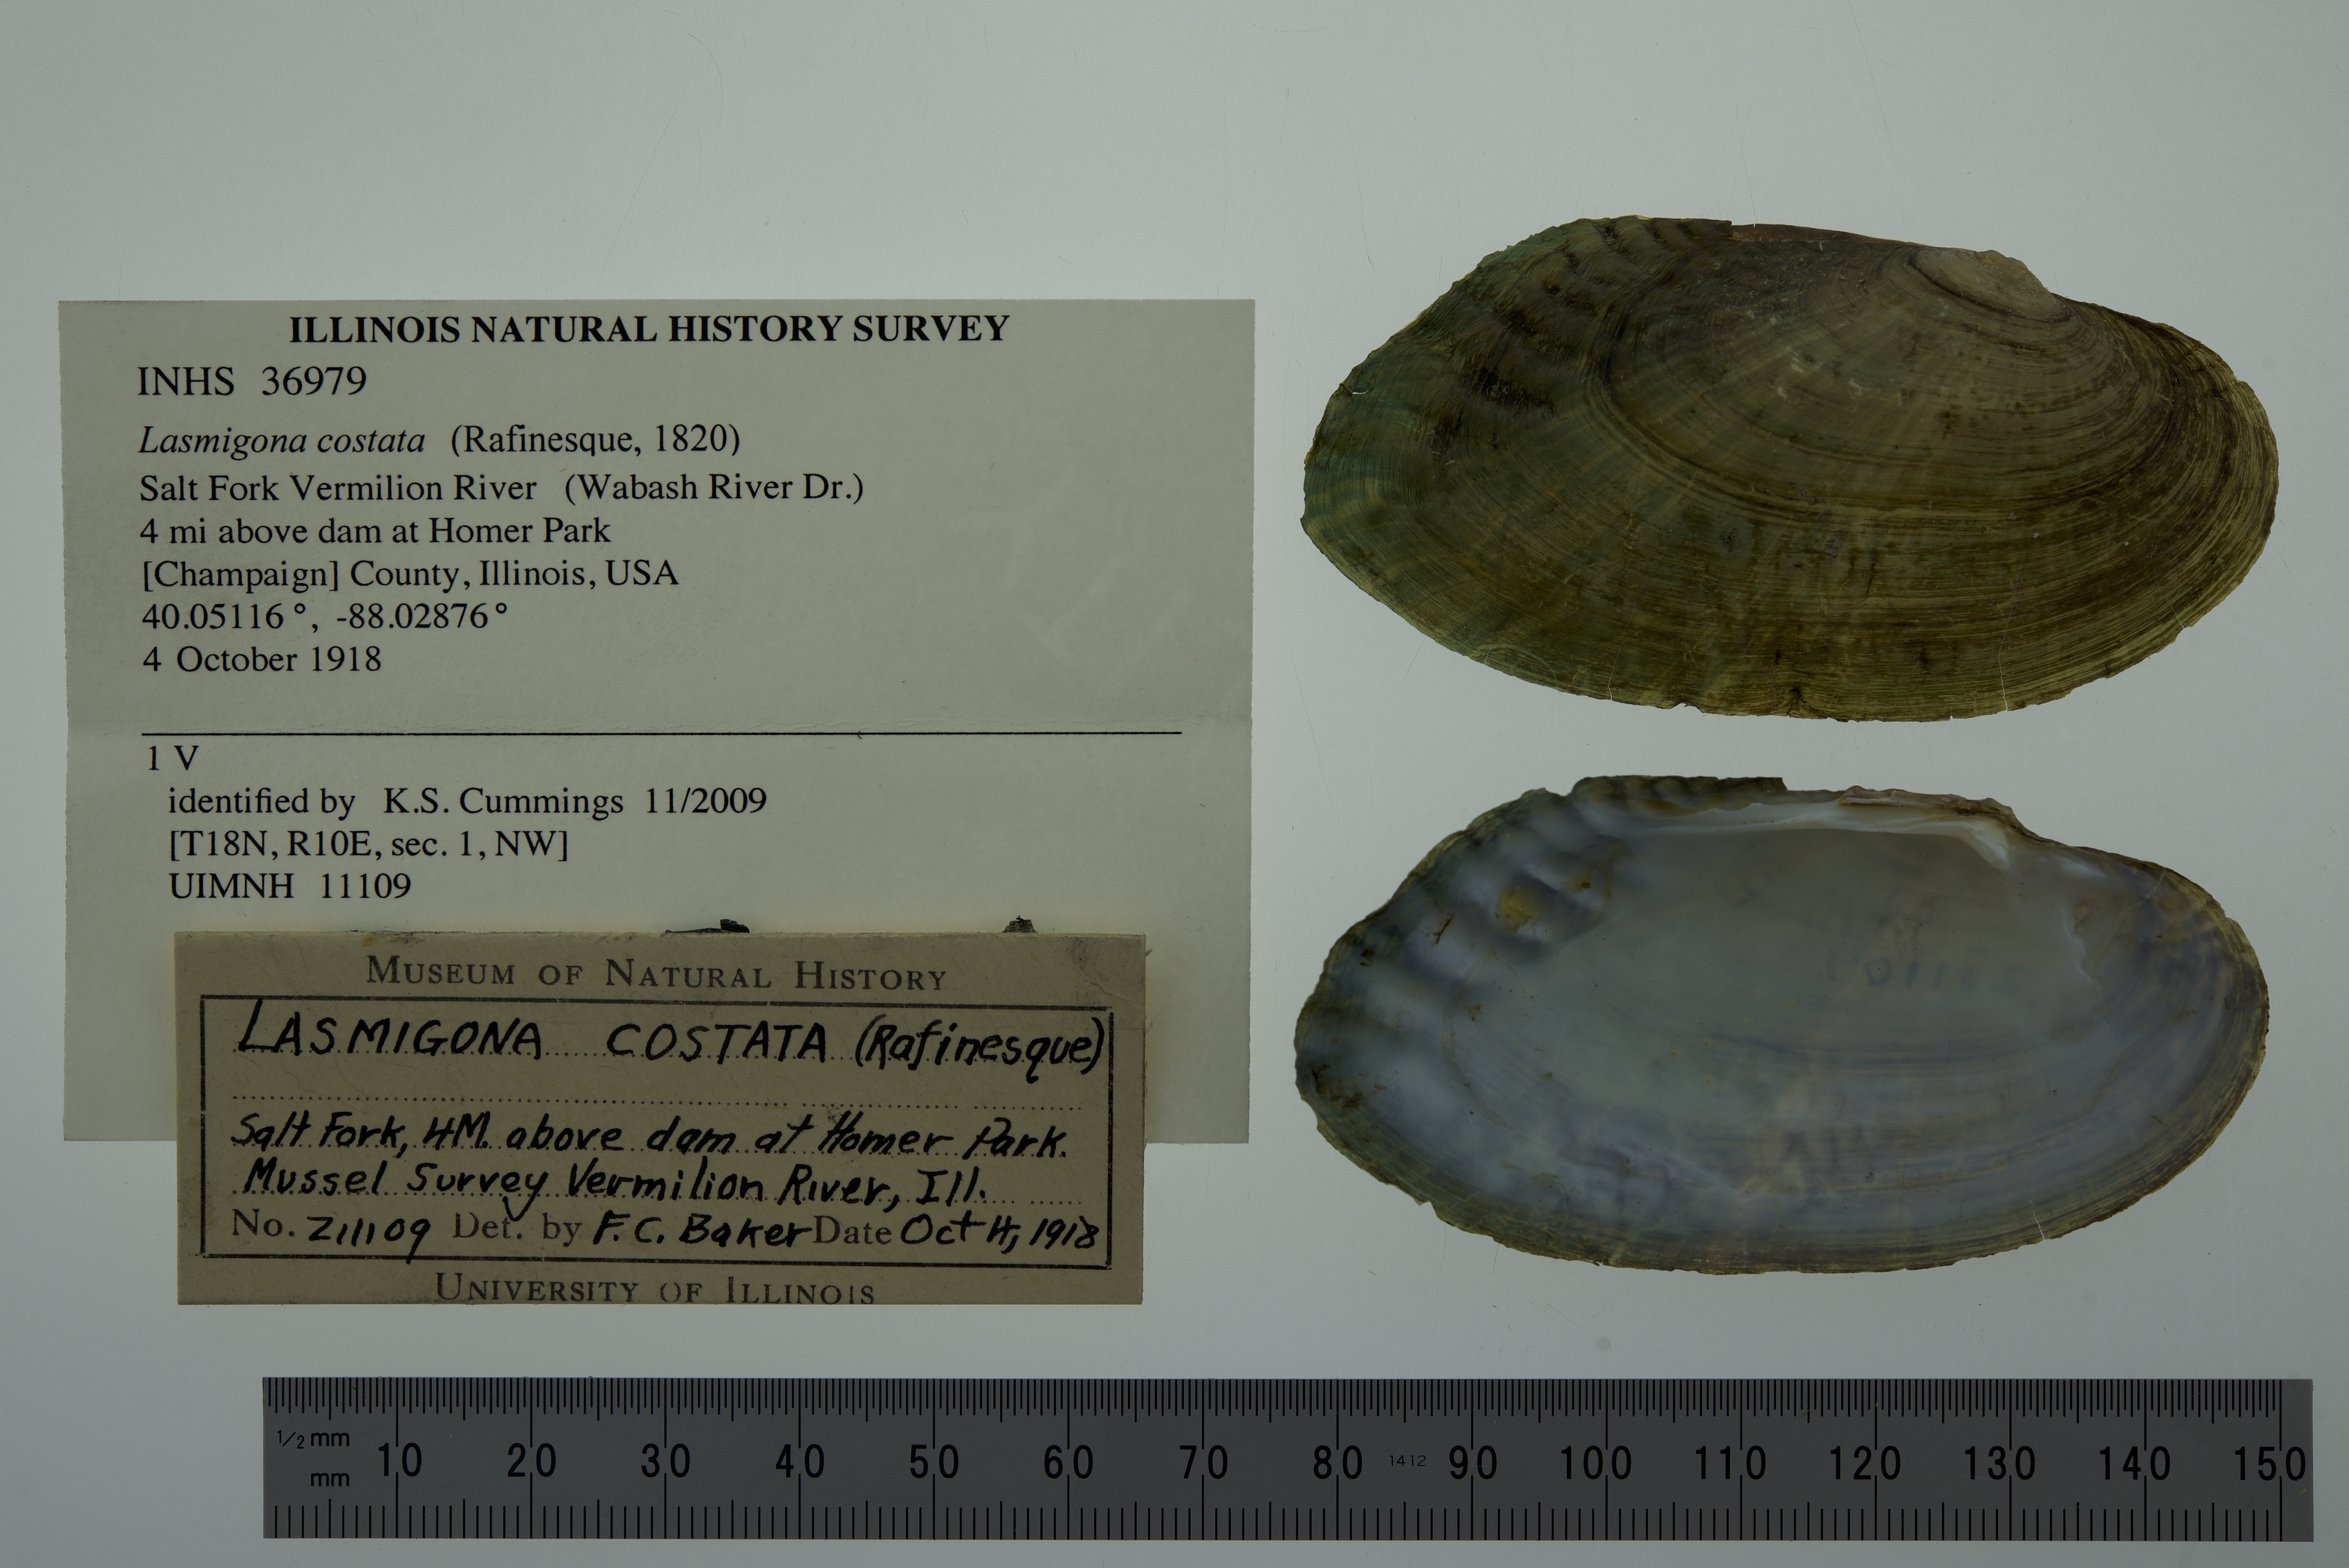 ILLINOIS NATURAL HISTORY SURVEY
INHS 36979
Lasmigona costata (Rafinesque, 1820)
Salt Fork Vermilion River (Wabash River Dr.)
4 mi above dam at Homer Park
[Champaign] County, Illinois, USA
40.05116°, -88.02876°
4 October 1918
1 V
identified by K.S. Cummings 11/2009
[T18N, R10E, sec. 1, NW]
UIMNH 11109
MUSEUM OF NATURAL HISTORY
LASMIGONA COSTATA (Rafinesque)
Salt Fork, 4M. above dam at Homer Park.
Mussel Survey Vermilion River, Ill.
No. Z11109 Det. by F. C. Baker Date Oct 4, 1918
UNIVERSITY OF ILLINOIS
1/2 mm
mm
10 20 30 40 50 60 70 80 1412 90 100 110 120 130 140 150